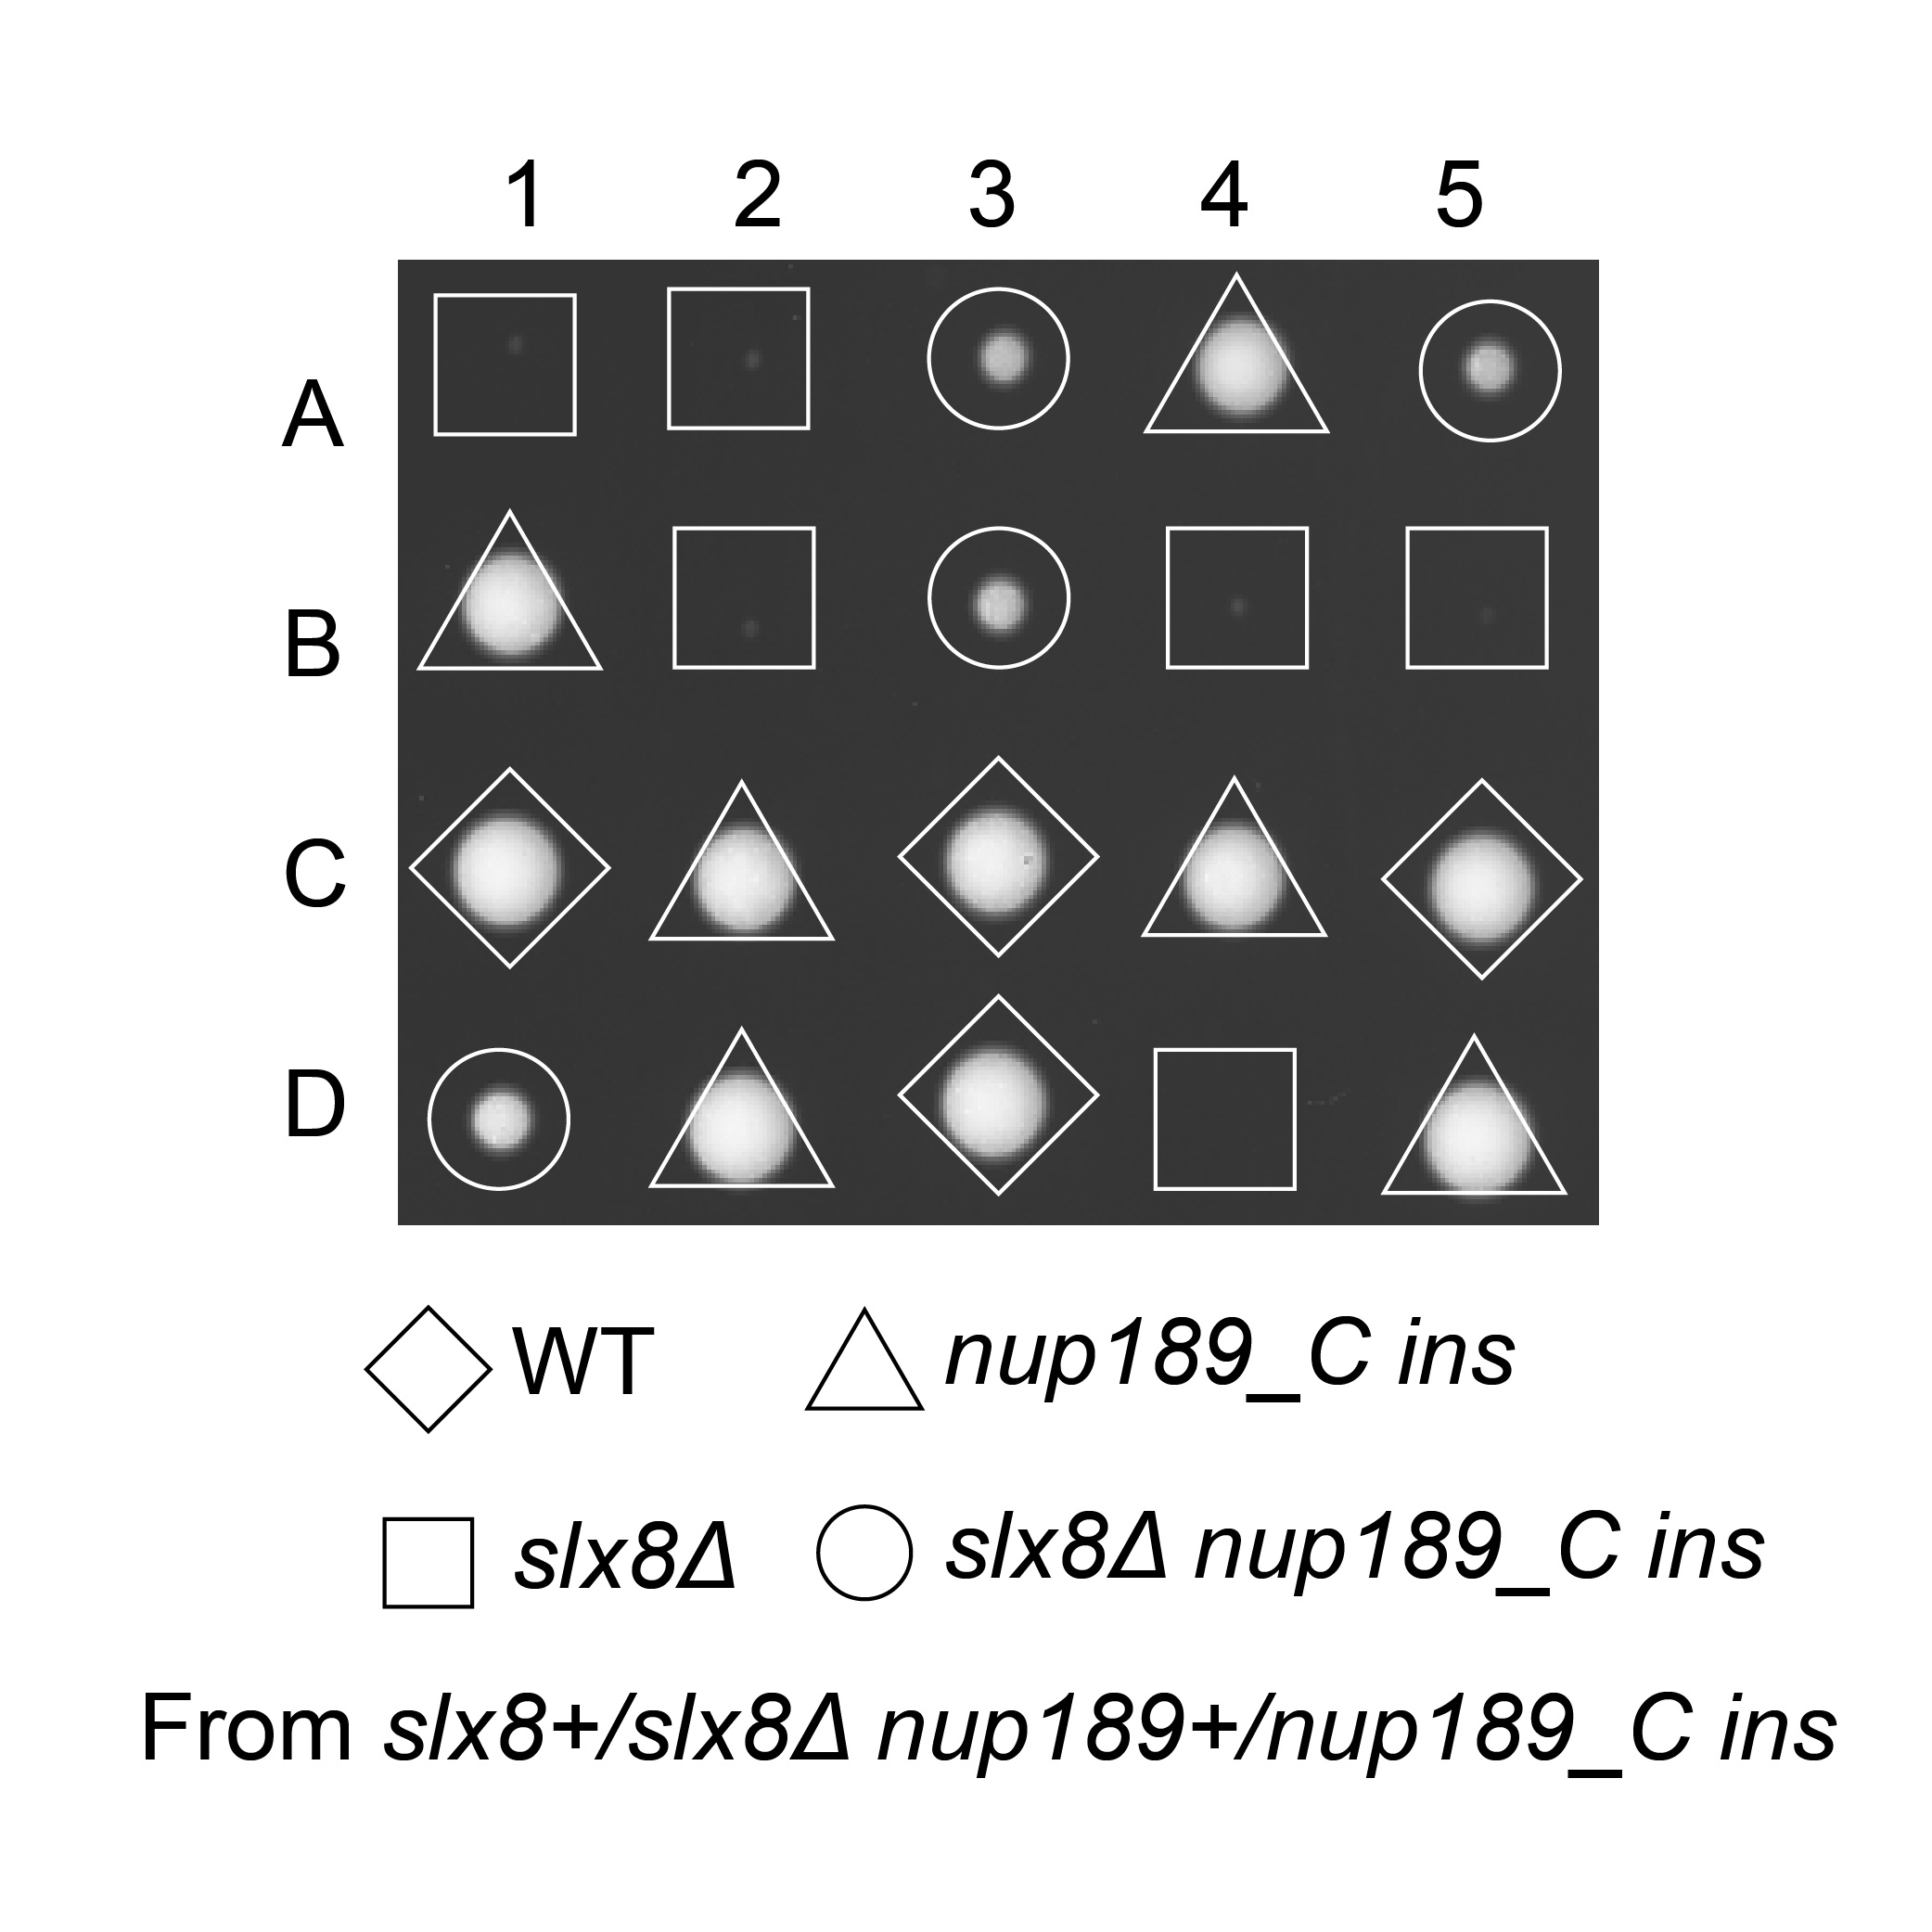 1 2 3 4 5
A
B
C
D
WT nup189_C ins
slx8Δ slx8Δ nup189_C ins
From slx8+/slx8Δ nup189+/nup189_C ins